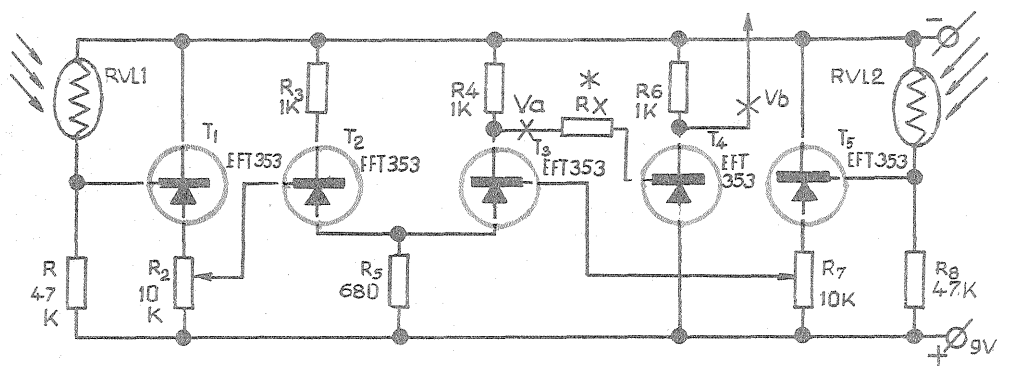 RVL1
R3
1K
R4
1K
Va
*
RX
R6
1K
Vb
RVL2
−
T1
EFT353
T2
EFT353
T3
EFT353
T4
EFT
353
T5
EFT353
R
47
K
R2
10
K
R5
680
R7
10K
R8
47K
+
9V